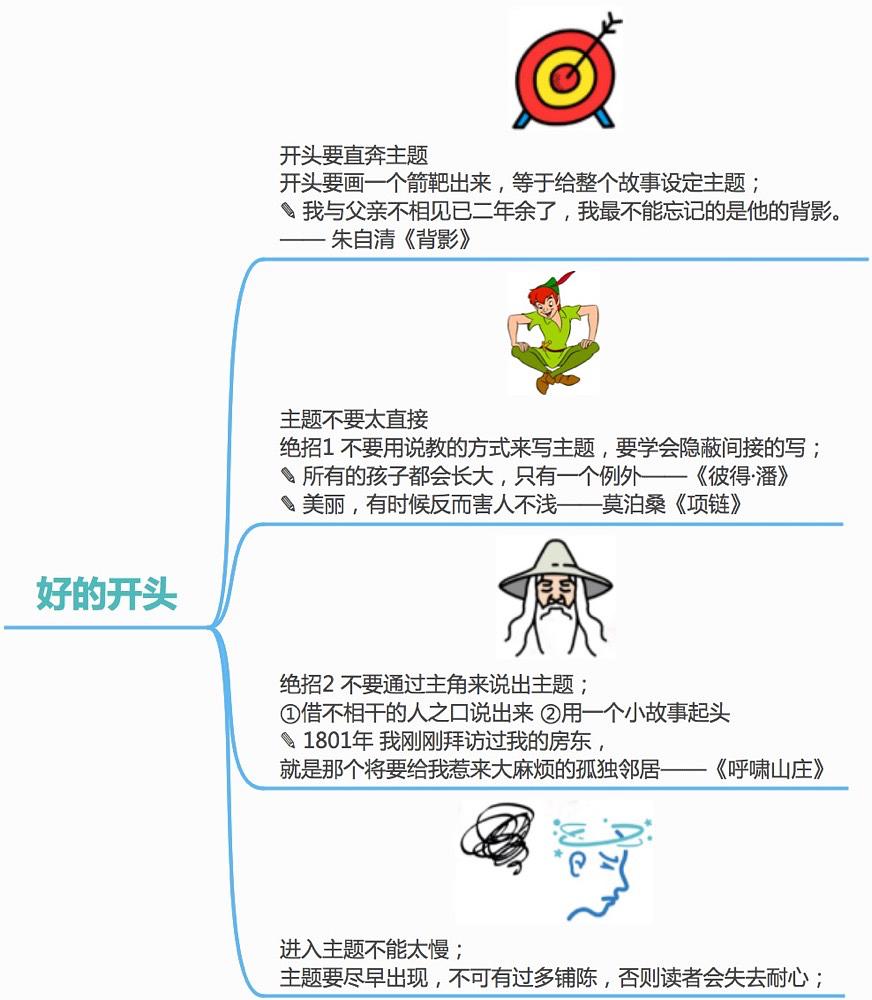 开头要直奔主题
开头要画一个箭靶出来，等于给整个故事设定主题；
✎ 我与父亲不相见已二年余了，我最不能忘记的是他的背影。
—— 朱自清《背影》
主题不要太直接
绝招1 不要用说教的方式来写主题，要学会隐蔽间接的写；
✎ 所有的孩子都会长大，只有一个例外——《彼得·潘》
✎ 美丽，有时候反而害人不浅——莫泊桑《项链》
好的开头
绝招2 不要通过主角来说出主题；
①借不相干的人之口说出来 ②用一个小故事起头
✎ 1801年 我刚刚拜访过我的房东，
就是那个将要给我惹来大麻烦的孤独邻居——《呼啸山庄》
进入主题不能太慢；
主题要尽早出现，不可有过多铺陈，否则读者会失去耐心；